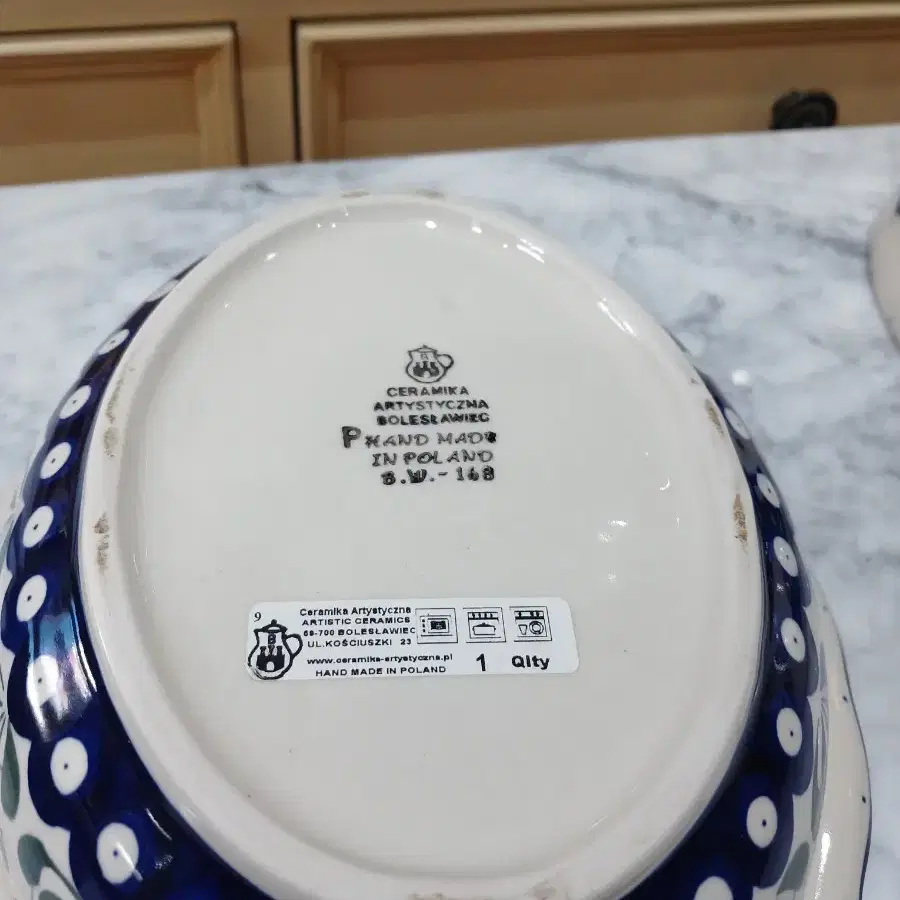 CERAMIKA
ARTYSTYCZNA
BOLESŁAWIEC
P HAND MADE
IN POLAND
B.W.-148
9
Ceramika Artystyczna
ARTISTIC CERAMICS
59-700 BOLESŁAWIEC
UL.KOŚCIUSZKI 23
www.ceramika-artystyczna.pl
HAND MADE IN POLAND
1 Qlty